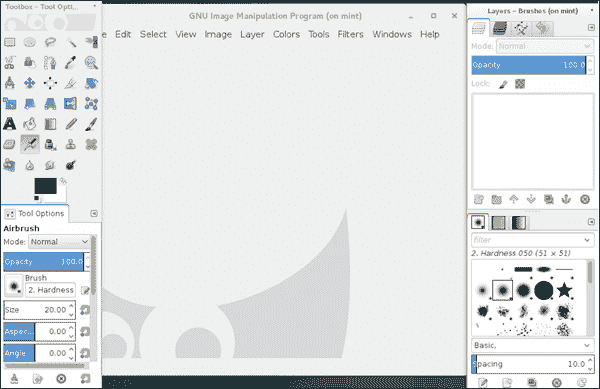 Toolbox – Tool Opti...
GNU Image Manipulation Program (on mint)
Layers – Brushes (on mint)
e Edit Select View Image Layer Colors Tools Filters Windows Help
Mode: Normal
Opacity 100.0
Lock:
Tool Options
Airbrush
Mode: Normal
Opacity 100.0
Brush
2. Hardness
Size 20.00
Aspec... 0.00
Angle 0.00
filter
2. Hardness 050 (51 × 51)
Basic,
Spacing 10.0